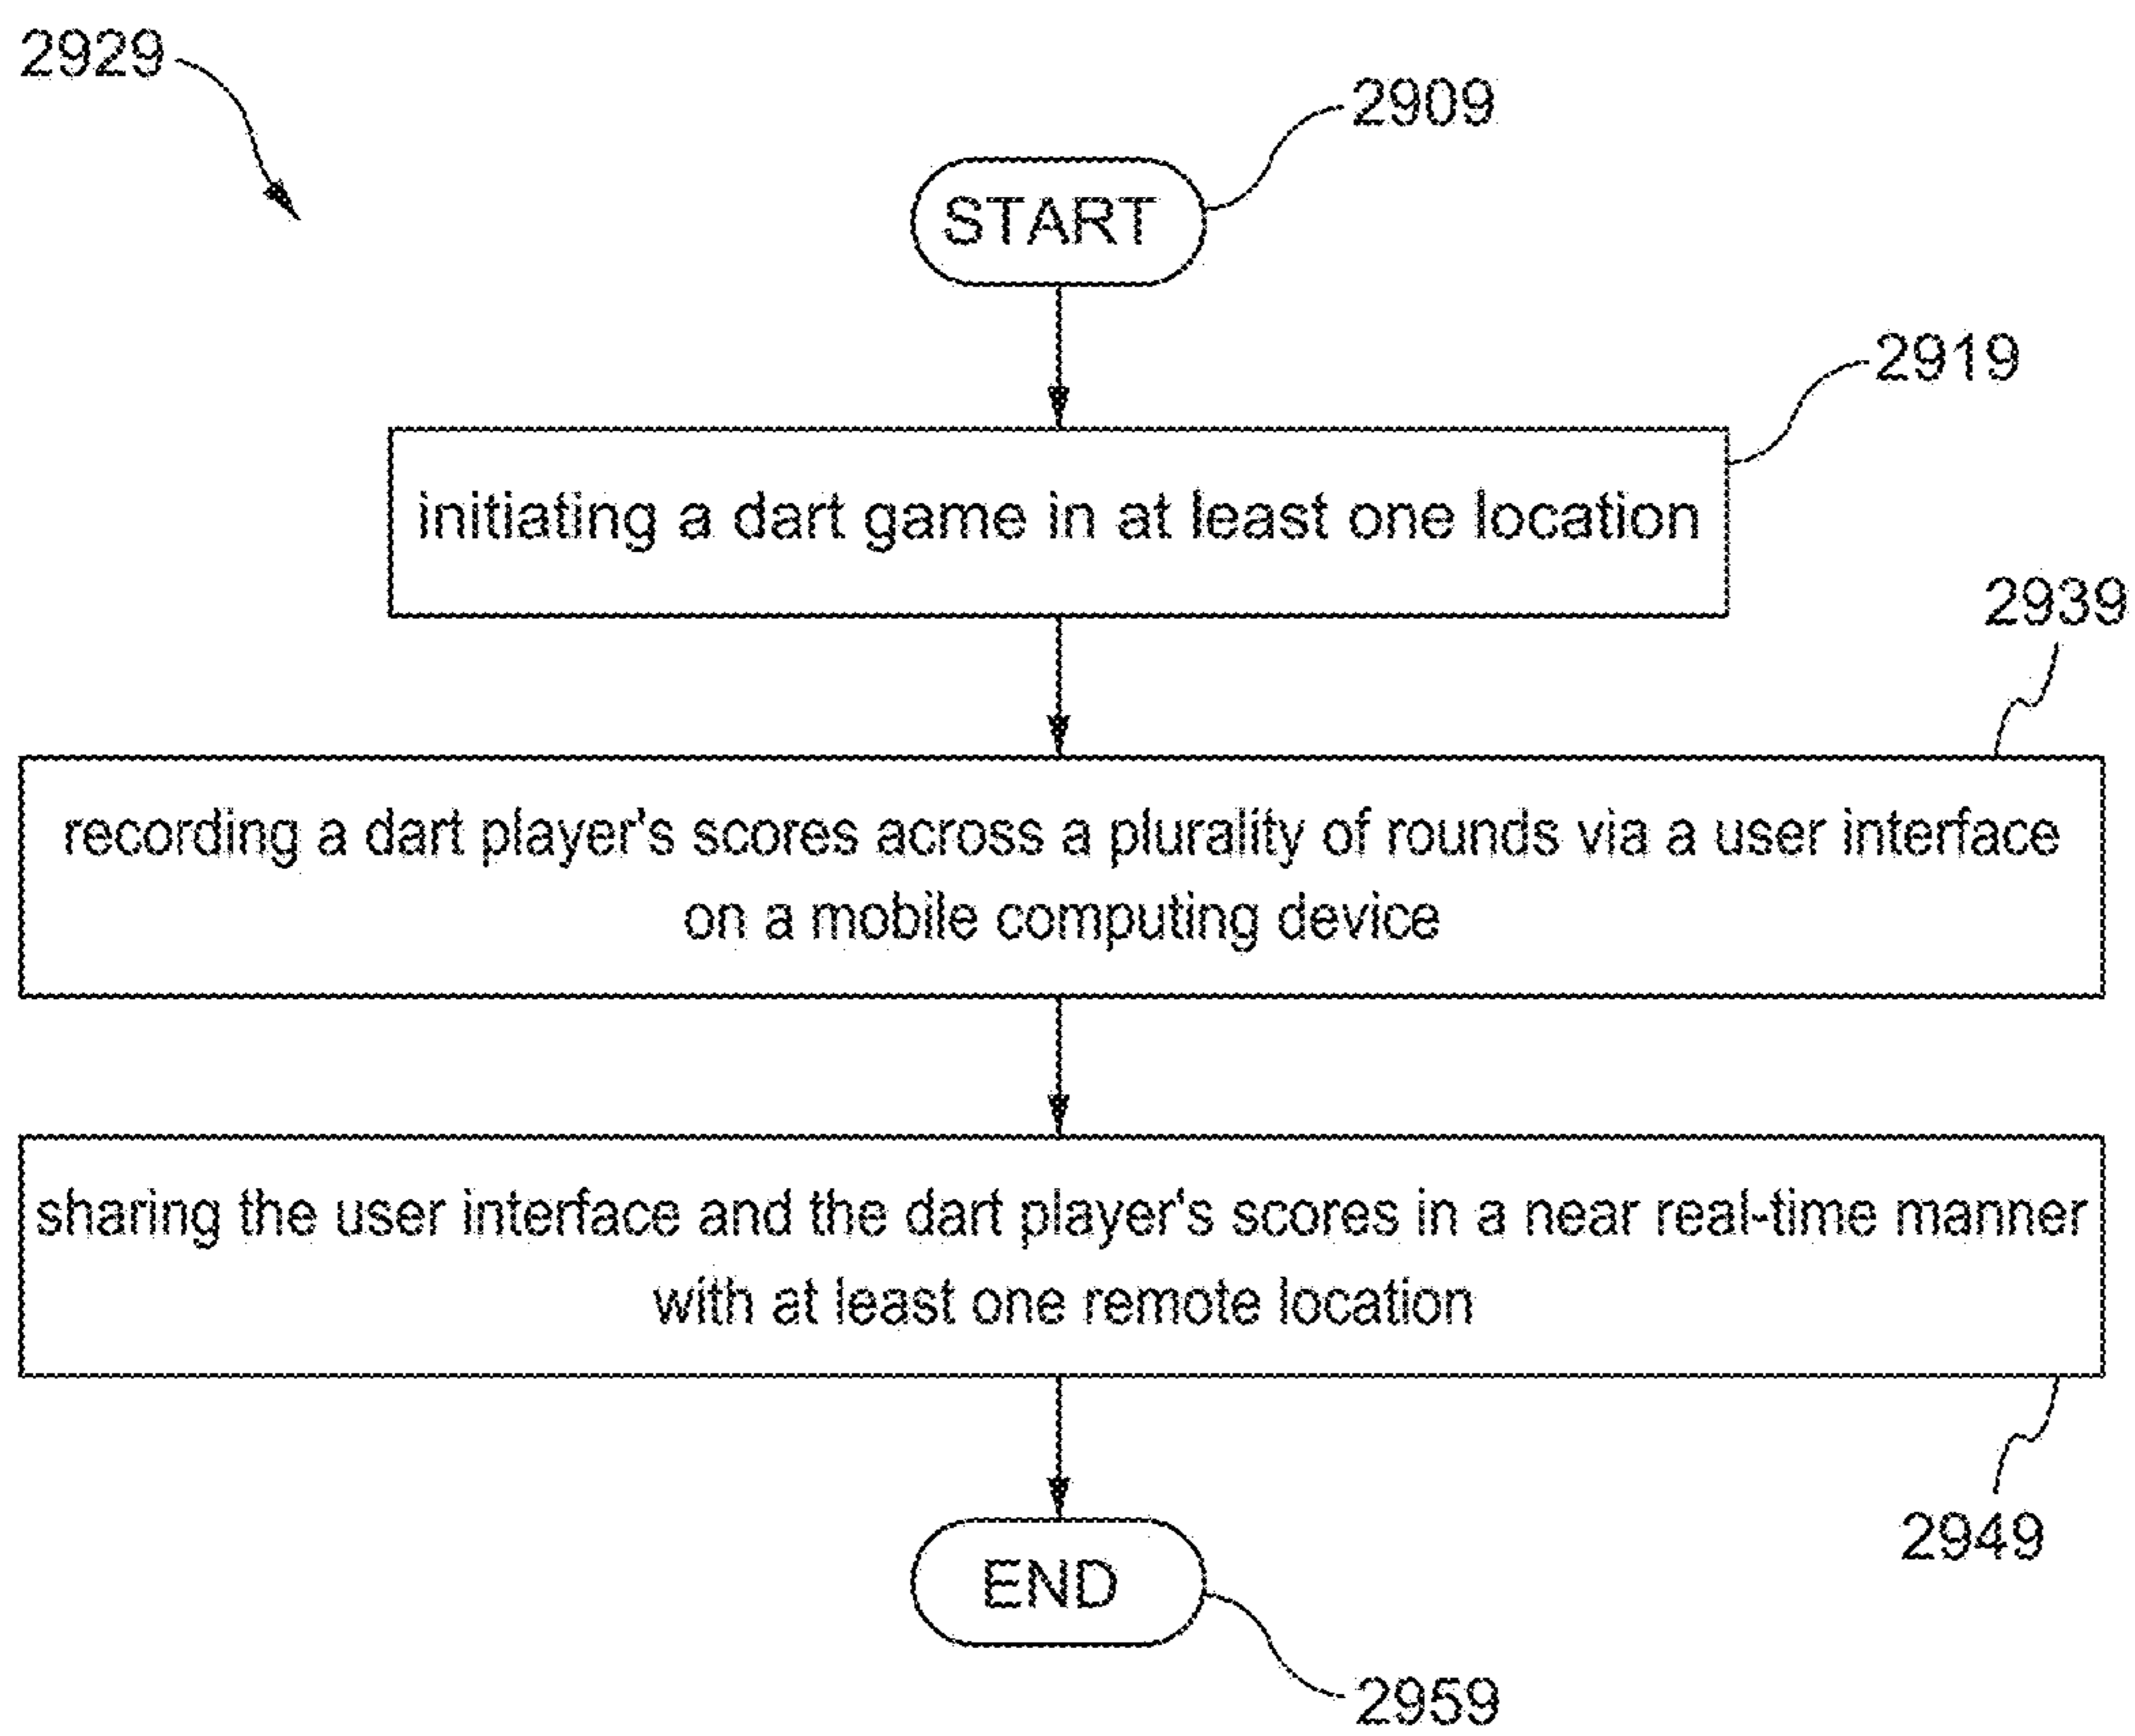 2929
2909
START
2919
initiating a dart game in at least one location
2939
recording a dart player's scores across a plurality of rounds via a user interface
on a mobile computing device
sharing the user interface and the dart player's scores in a near real-time manner
with at least one remote location
2949
END
2959